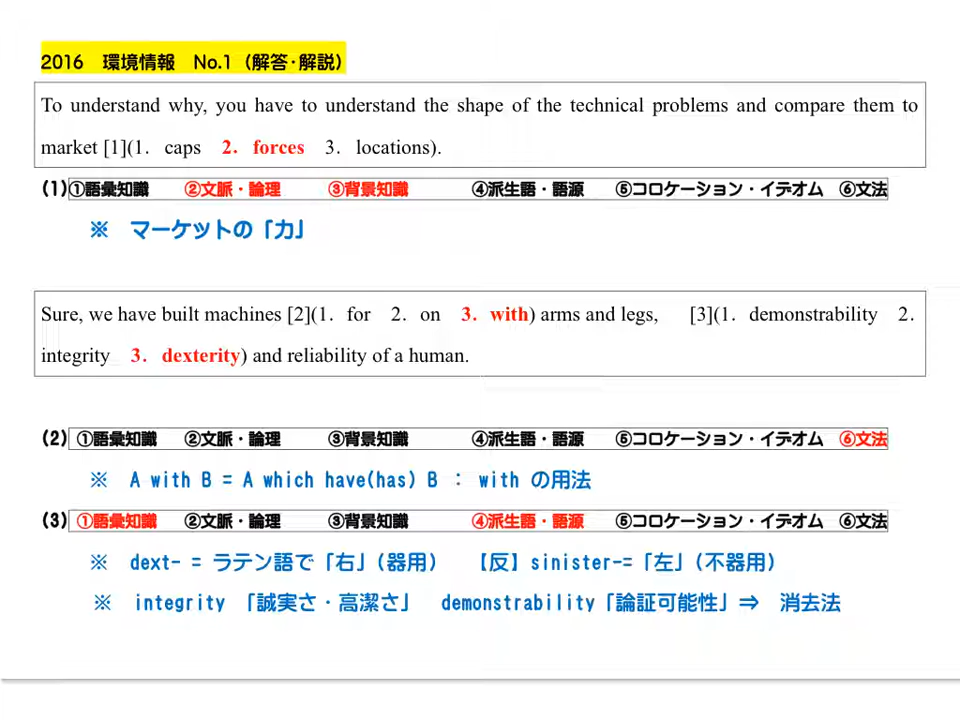 2016　環境情報　No.1（解答・解説）
To understand why, you have to understand the shape of the technical problems and compare them to
market [1](1.　caps　2.　forces　3.　locations).
(1)①語彙知識　②文脈・論理　③背景知識　④派生語・語源　⑤コロケーション・イデオム　⑥文法
※　マーケットの「力」
Sure, we have built machines [2](1.　for　2.　on　3.　with) arms and legs,　[3](1.　demonstrability　2.
integrity　3.　dexterity) and reliability of a human.
(2)①語彙知識　②文脈・論理　③背景知識　④派生語・語源　⑤コロケーション・イデオム　⑥文法
※　A with B = A which have(has) B ： with の用法
(3)①語彙知識　②文脈・論理　③背景知識　④派生語・語源　⑤コロケーション・イデオム　⑥文法
※　dext- = ラテン語で「右」（器用）　【反】sinister-=「左」（不器用）
※　integrity 「誠実さ・高潔さ」　demonstrability「論証可能性」⇒　消去法